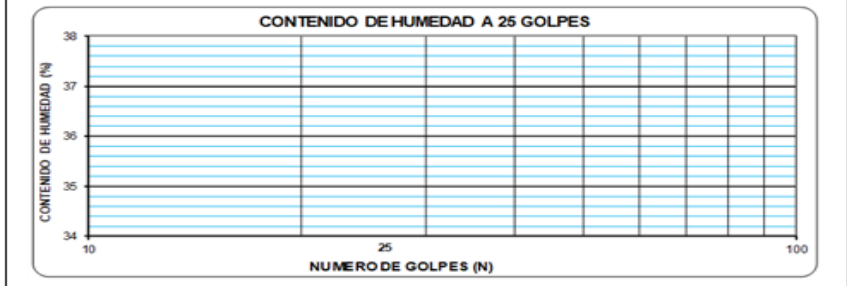 CONTENIDO DE HUMEDAD A 25 GOLPES
CONTENIDO DE HUMEDAD (%)
38
37
36
35
34
10 25 100
NUMERO DE GOLPES (N)